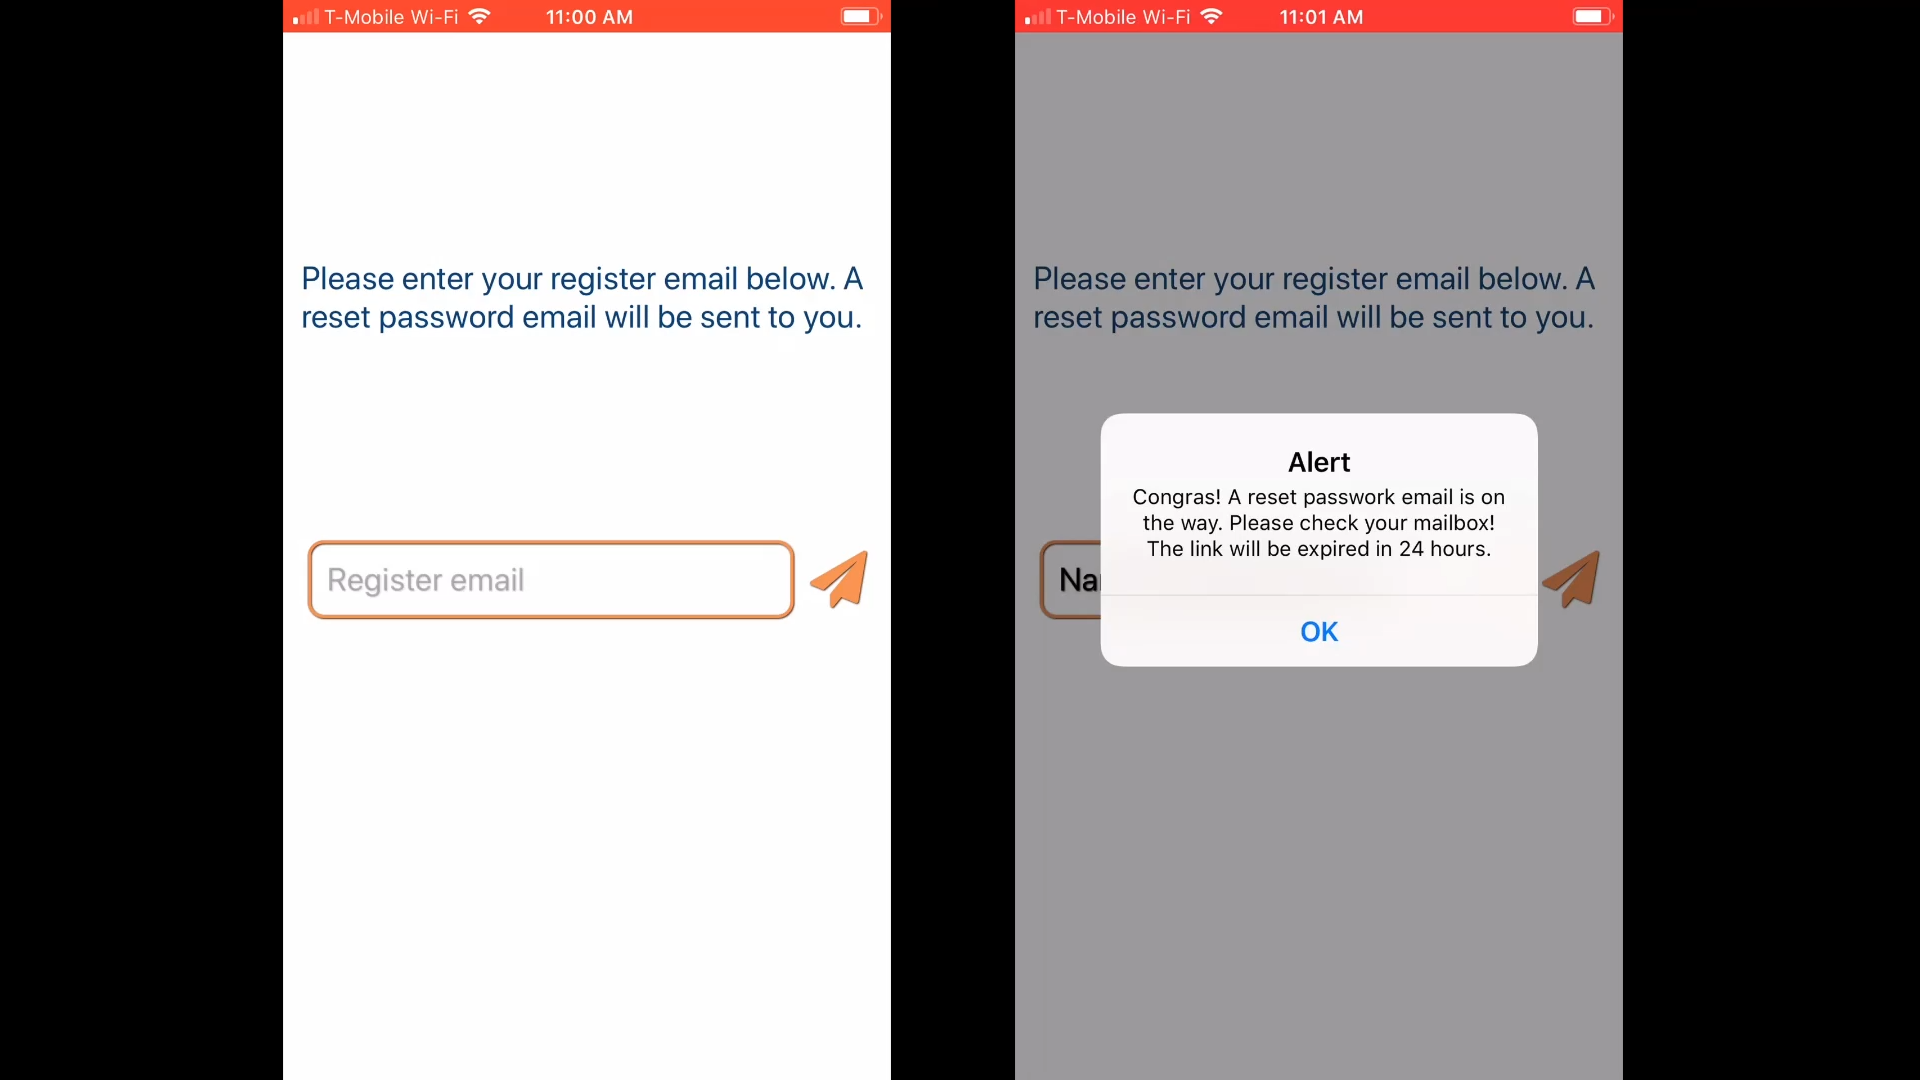 T-Mobile Wi-Fi 11:00 AM
Please enter your register email below. A
reset password email will be sent to you.
Register email
T-Mobile Wi-Fi 11:01 AM
Please enter your register email below. A
reset password email will be sent to you.
Alert
Congras! A reset passwork email is on
the way. Please check your mailbox!
The link will be expired in 24 hours.
Na
OK